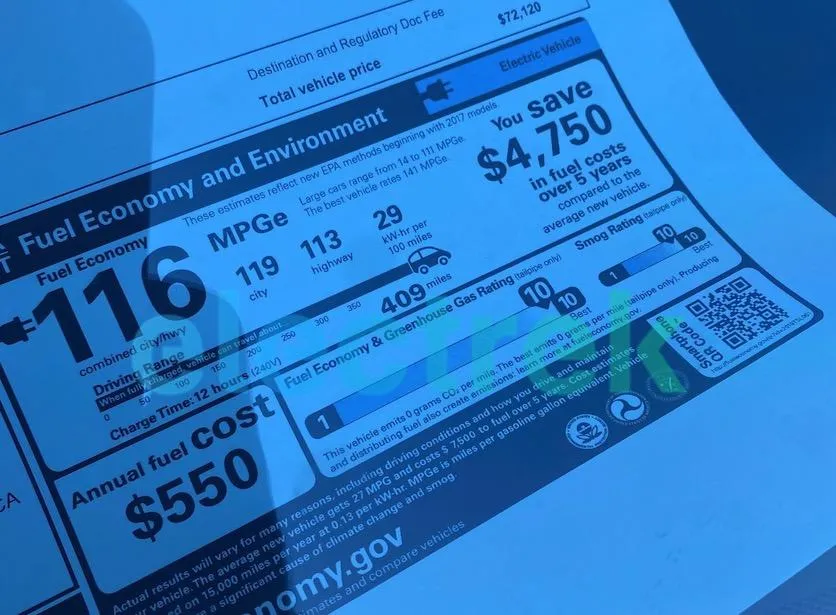 Destination and Regulatory Doc Fee
$72,120
Total vehicle price
Electric Vehicle
Fuel Economy and Environment
Fuel Economy
These estimates reflect new EPA methods beginning with 2017 models.
116
MPGe
Large cars range from 14 to 111 MPGe.
The best vehicle rates 141 MPGe.
119
city
113
highway
29
kW-hr per
100 miles
combined city/hwy
You save
$4,750
in fuel costs
over 5 years
compared to the
average new vehicle.
Driving Range
When fully charged, vehicle can travel about...
0 50 100 150 200 250 300 350 409 miles
Charge Time: 12 hours (240V)
Annual fuel cost
$550
Fuel Economy & Greenhouse Gas Rating (tailpipe only)
1
10
10
Best
Smog Rating (tailpipe only)
1
10
10
Best
This vehicle emits 0 grams CO₂ per mile. The best emits 0 grams per mile (tailpipe only). Producing
and distributing fuel also create emissions; learn more at fueleconomy.gov.
Smartphone
QR Code
Actual results will vary for many reasons, including driving conditions and how you drive and maintain
vehicle. The average new vehicle gets 27 MPG and costs $ 7,500 to fuel over 5 years. Cost estimates
on 15,000 miles per year at 0.13 per kW-hr. MPGe is miles per gasoline gallon equivalent. Vehicle
a significant cause of climate change and smog.
nomy.gov
imates and compare vehicles
CA
electrek